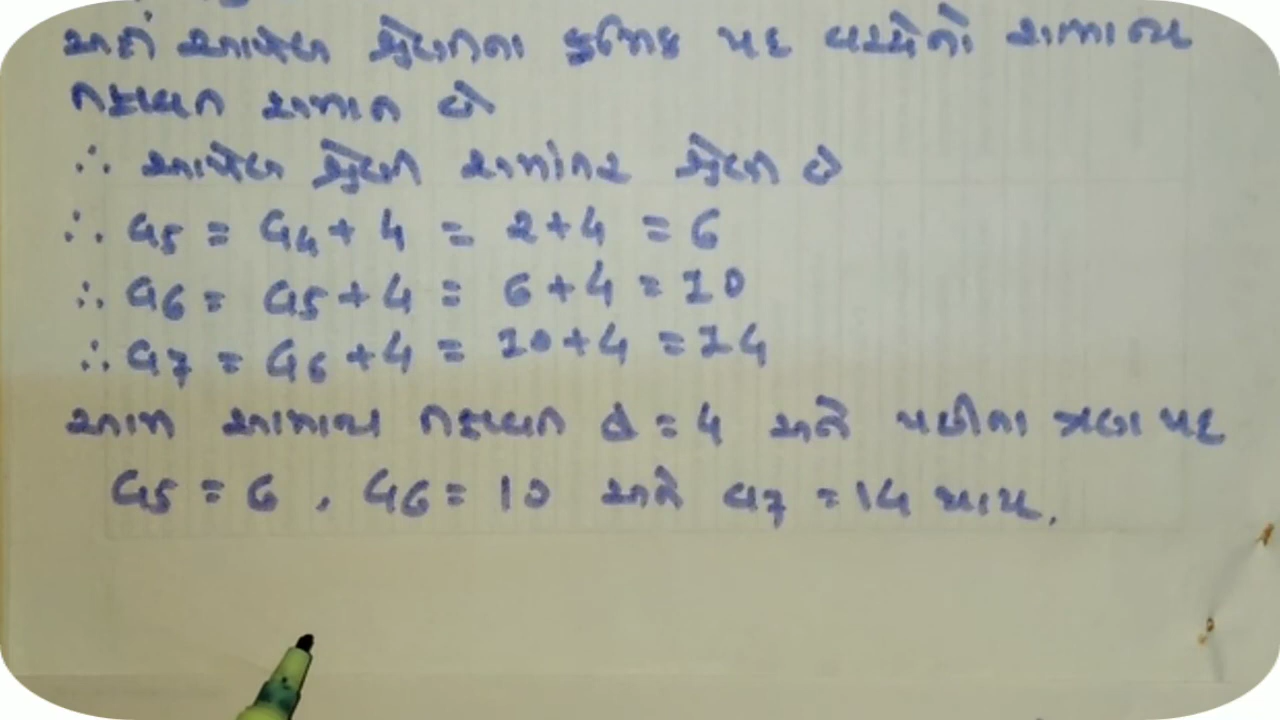 અહીં આપેલા શ્રેણીના ક્રમિક પદ વચ્ચેનો સામાન્ય
તફાવત સમાન છે
∴ આપેલ શ્રેણી સમાંતર શ્રેણી છે
∴ a5 = a4 + 4 = 2+4 = 6
∴ a6 = a5 + 4 = 6+4 = 10
∴ a7 = a6 + 4 = 10+4 = 14
આમ સામાન્ય તફાવત d = 4 અને પછીના ત્રણ પદ
a5 = 6 , a6 = 10 અને a7 = 14 થાય.